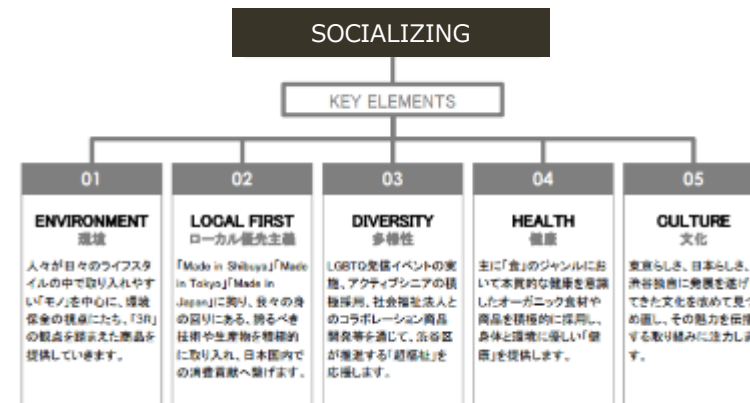 SOCIALIZING
KEY ELEMENTS
01
ENVIRONMENT
環境
人々が日々のライフスタ
イルの中で取り入れやす
い「モノ」を中心に、環境
保全の視点にたち、「3R」
の観点を踏まえた商品を
提供していきます。
02
LOCAL FIRST
ローカル優先主義
「Made in Shibuya」「Made
in Tokyo」「Made in
Japan」に拘り、我々の身
の回りにある、誇るべき
技術や生産物を積極的
に取り入れ、日本国内で
の消費貢献へ繋げます。
03
DIVERSITY
多様性
LGBTQ発信イベントの実
施、アクティブシニアの積
極採用、社会福祉法人と
のコラボレーション商品
開発等を通じて、渋谷区
が推進する「超福祉」を
応援します。
04
HEALTH
健康
主に「食」のジャンルにお
いて本質的な健康を意識
したオーガニック食材や
商品を積極的に採用し、
身体と環境に優しい「健
康」を提供します。
05
CULTURE
文化
東京らしさ、日本らしさ、
渋谷独自に発展を遂げ
てきた文化を改めて見つ
め直し、その魅力を伝播
する取り組みに注力しま
す。